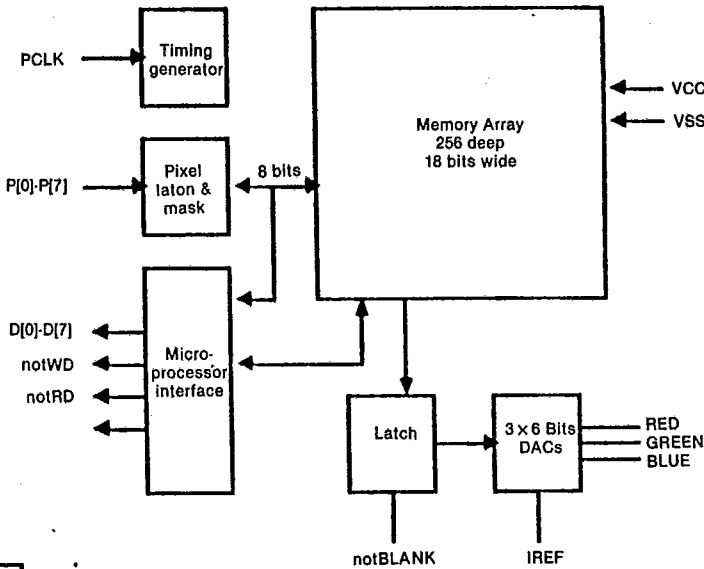 PCLK
Timing
generator
Memory Array
256 deep
18 bits wide
VCC
VSS
P[0]-P[7]
Pixel
laton &
mask
8 bits
D[0]-D[7]
notWD
notRD
Micro-
processor
interface
Latch
3 × 6 Bits
DACs
RED
GREEN
BLUE
notBLANK
IREF